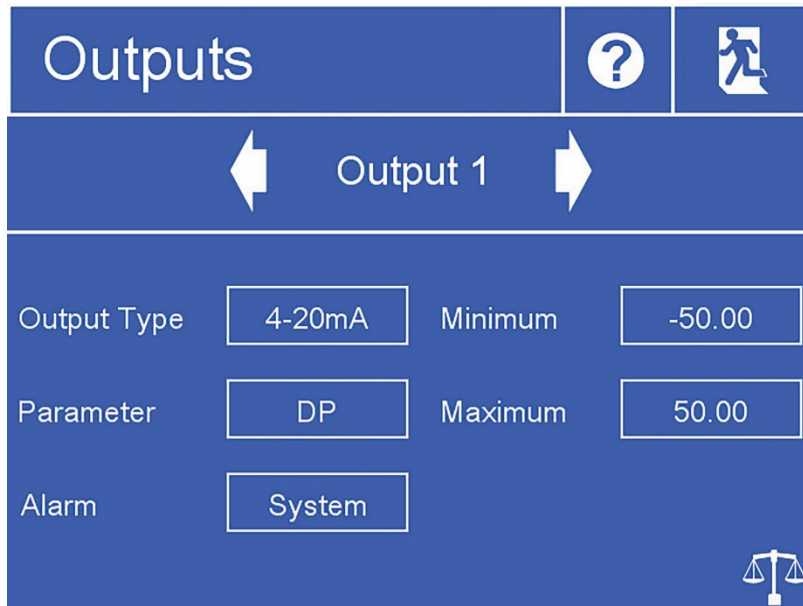 Outputs ?
Output 1
Output Type 4-20mA Minimum -50.00
Parameter DP Maximum 50.00
Alarm System